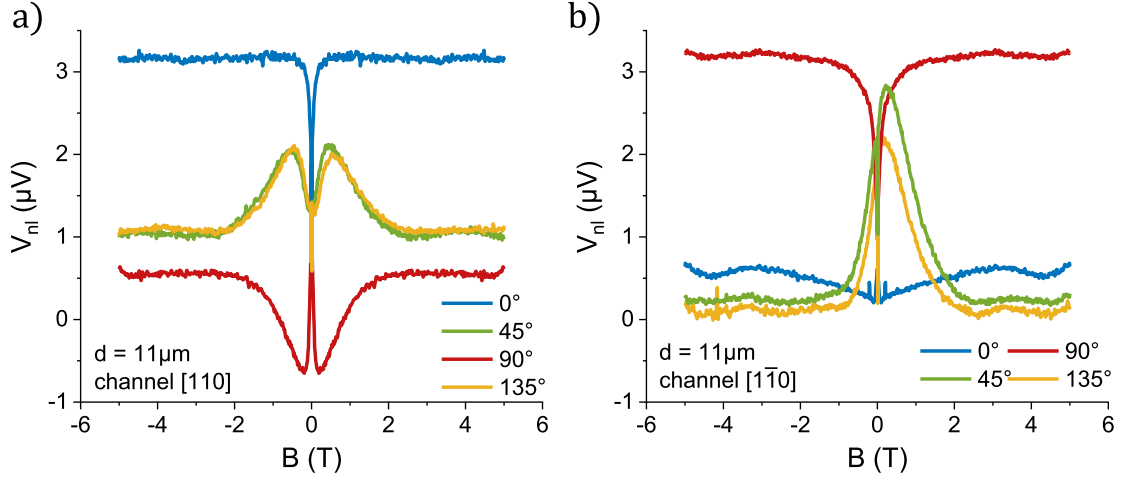 a)
3
2
1
0
-1
V_nl (μV)
-6 -4 -2 0 2 4 6
B (T)
d = 11μm
channel [110]
0°
45°
90°
135°
b)
3
2
1
0
-1
V_nl (μV)
-6 -4 -2 0 2 4 6
B (T)
d = 11μm
channel [11̅0]
0° 90°
45° 135°